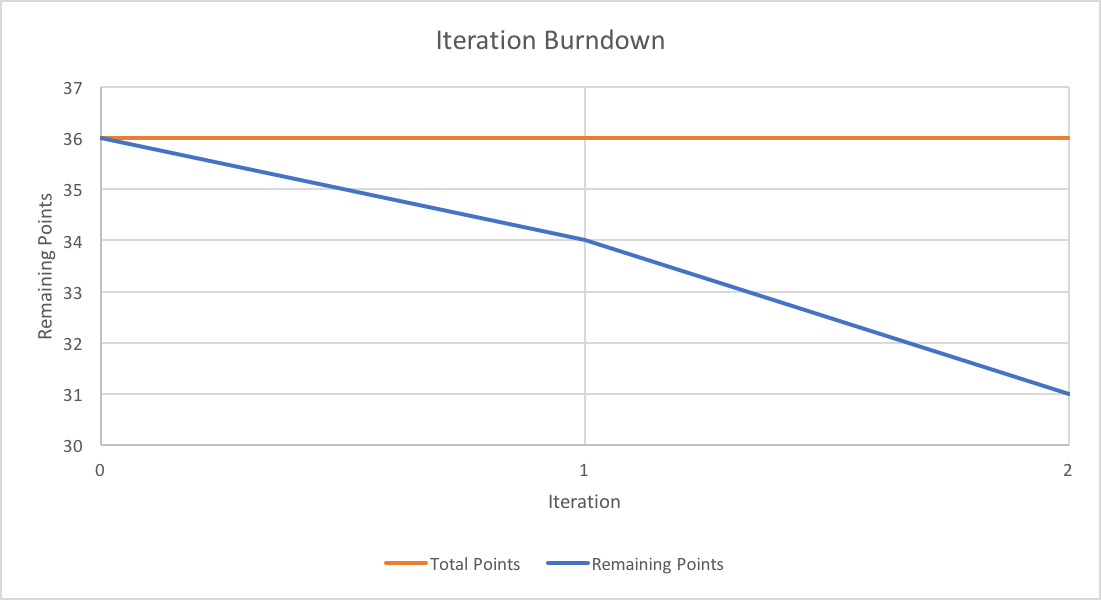 Iteration Burndown
37
36
35
34
33
32
31
30
Remaining Points
0 1 2
Iteration
Total Points Remaining Points